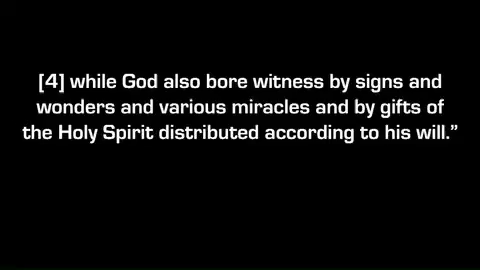 [4] while God also bore witness by signs and
wonders and various miracles and by gifts of
the Holy Spirit distributed according to his will.”